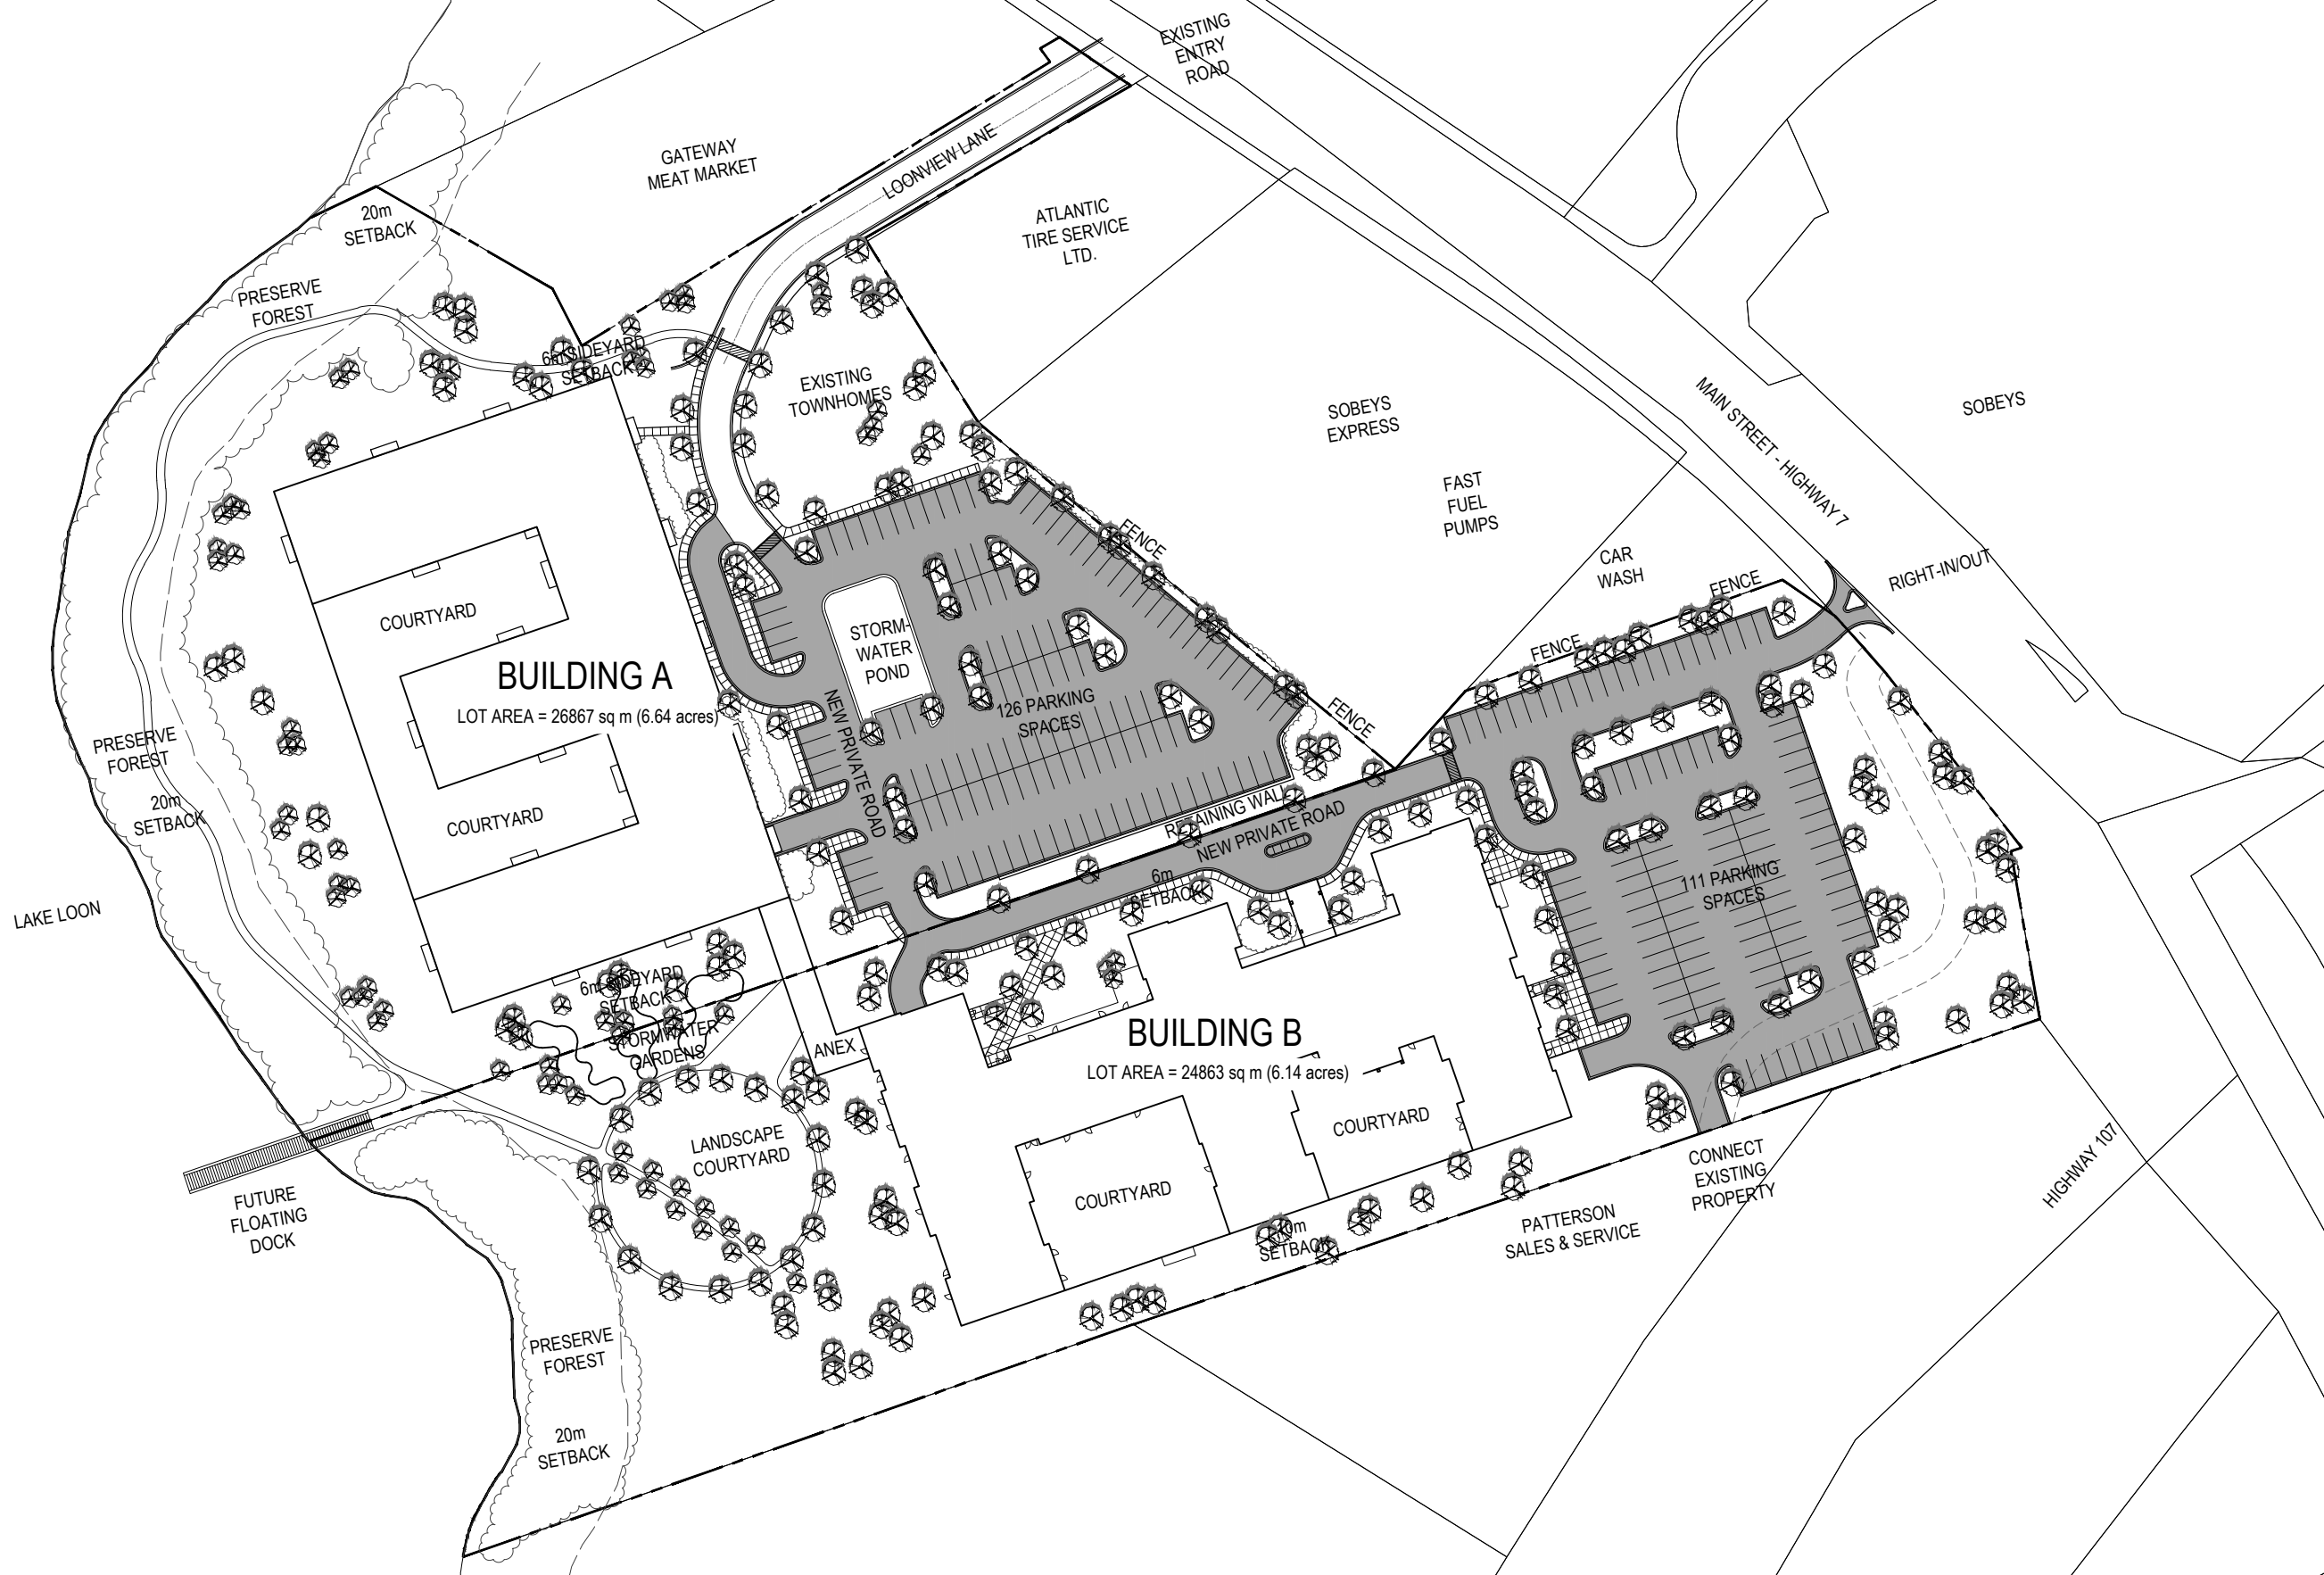 EXISTING
ENTRY
ROAD
GATEWAY
MEAT MARKET
LOONVIEW LANE
20m
SETBACK
ATLANTIC
TIRE SERVICE
LTD.
PRESERVE
FOREST
6m SIDEYARD
SETBACK
EXISTING
TOWNHOMES
SOBEYS
EXPRESS
MAIN STREET - HIGHWAY 7
SOBEYS
FAST
FUEL
PUMPS
FENCE
CAR
WASH
FENCE
RIGHT-IN/OUT
COURTYARD
STORM-
WATER
POND
FENCE
BUILDING A
LOT AREA = 26867 sq m (6.64 acres)
NEW PRIVATE ROAD
126 PARKING
SPACES
FENCE
PRESERVE
FOREST
20m
SETBACK
COURTYARD
RETAINING WALL
NEW PRIVATE ROAD
6m
SETBACK
111 PARKING
SPACES
LAKE LOON
6m SIDEYARD
SETBACK
STORMWATER
GARDENS
ANEX
BUILDING B
LOT AREA = 24863 sq m (6.14 acres)
COURTYARD
LANDSCAPE
COURTYARD
COURTYARD
CONNECT
EXISTING
PROPERTY
HIGHWAY 107
FUTURE
FLOATING
DOCK
SETBACK
PATTERSON
SALES & SERVICE
PRESERVE
FOREST
20m
SETBACK